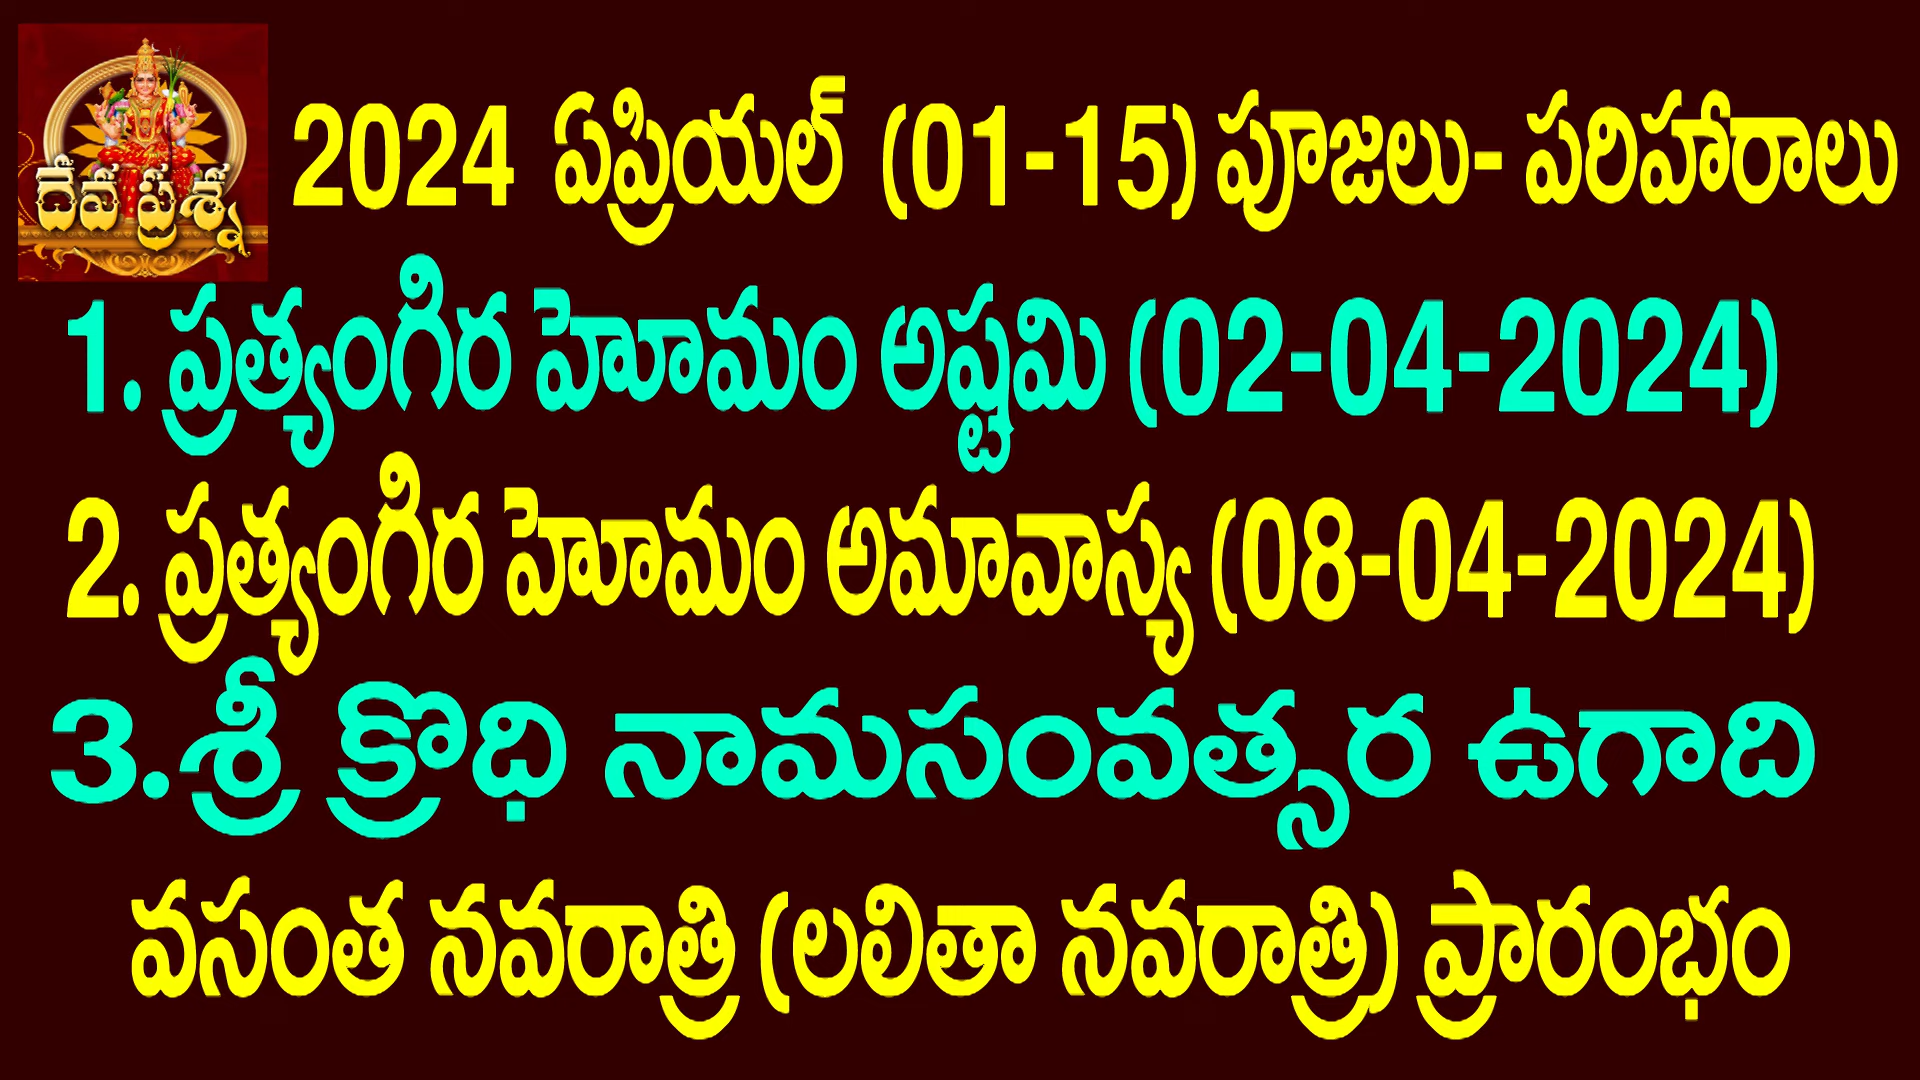 దేవ ప్రశ్న
2024 ఏప్రియల్ (01-15) పూజలు- పరిహారాలు
1. ప్రత్యంగిర హెూమం అష్టమి (02-04-2024)
2. ప్రత్యంగిర హెూమం అమావాస్య (08-04-2024)
3.శ్రీ క్రొధి నామసంవత్సర ఉగాది
వసంత నవరాత్రి (లలితా నవరాత్రి) ప్రారంభం